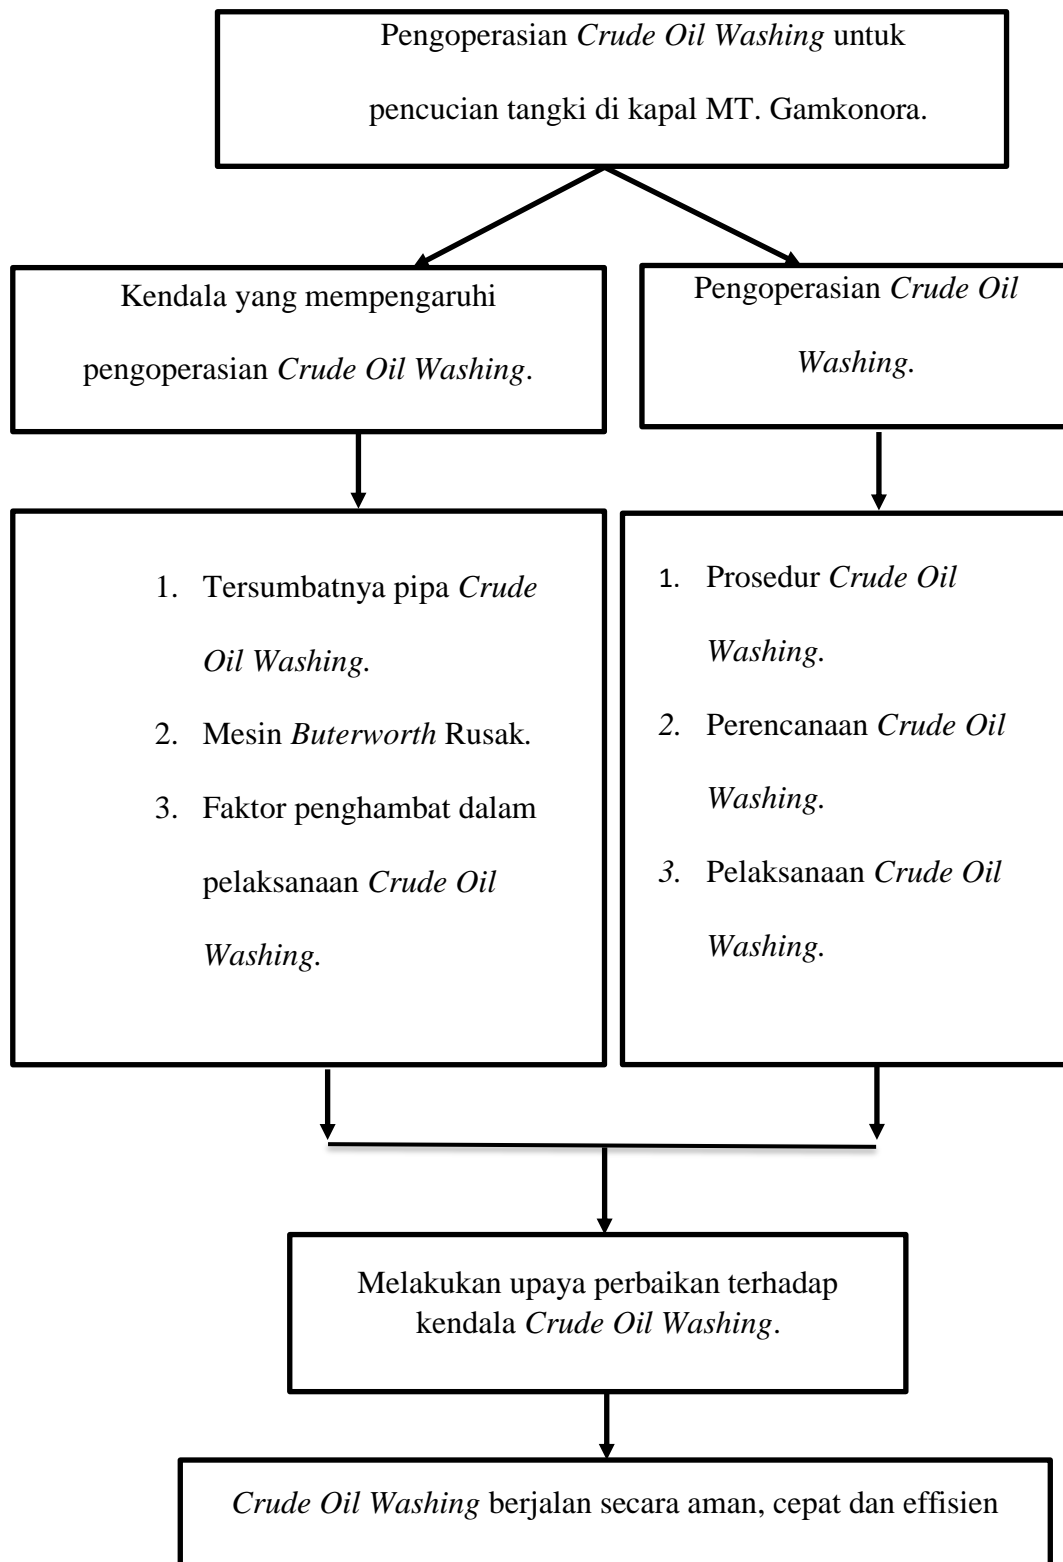 Pengoperasian Crude Oil Washing untuk
pencucian tangki di kapal MT. Gamkonora.
Kendala yang mempengaruhi
pengoperasian Crude Oil Washing.
Pengoperasian Crude Oil
Washing.
1. Tersumbatnya pipa Crude
Oil Washing.
2. Mesin Buterworth Rusak.
3. Faktor penghambat dalam
pelaksanaan Crude Oil
Washing.
1. Prosedur Crude Oil
Washing.
2. Perencanaan Crude Oil
Washing.
3. Pelaksanaan Crude Oil
Washing.
Melakukan upaya perbaikan terhadap
kendala Crude Oil Washing.
Crude Oil Washing berjalan secara aman, cepat dan effisien